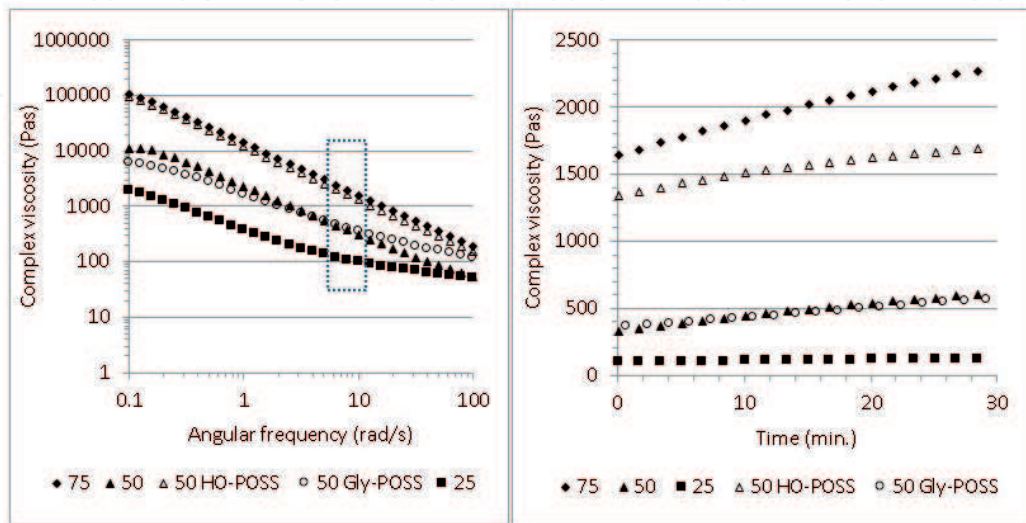 Complex viscosity (Pas)
1000000
100000
10000
1000
100
10
1
0.1 1 10 100
Angular frequency (rad/s)
75 50 50 HO-POSS 50 Gly-POSS 25
Complex viscosity (Pas)
2500
2000
1500
1000
500
0
0 10 20 30
Time (min.)
75 50 25 50 HO-POSS 50 Gly-POSS